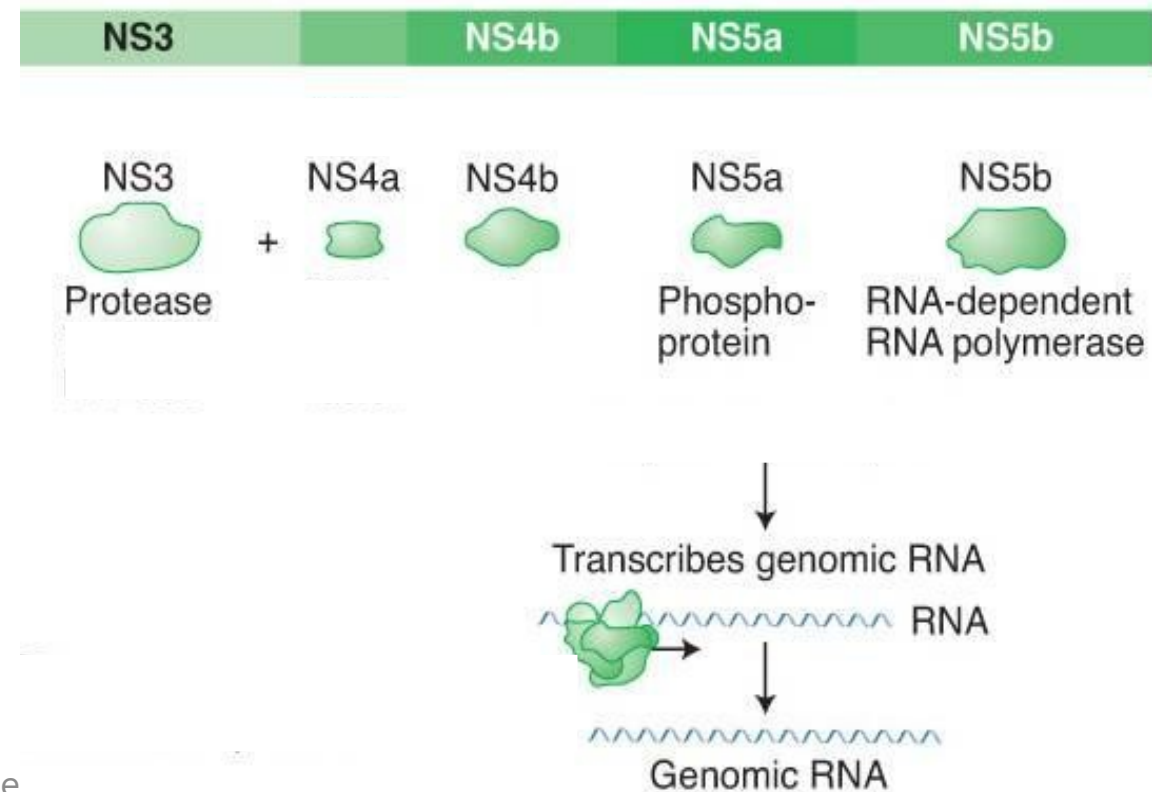 NS3 NS4b NS5a NS5b
NS3 NS4a NS4b NS5a NS5b
+
Protease
Phospho-
protein
RNA-dependent
RNA polymerase
Transcribes genomic RNA
RNA
Genomic RNA
e